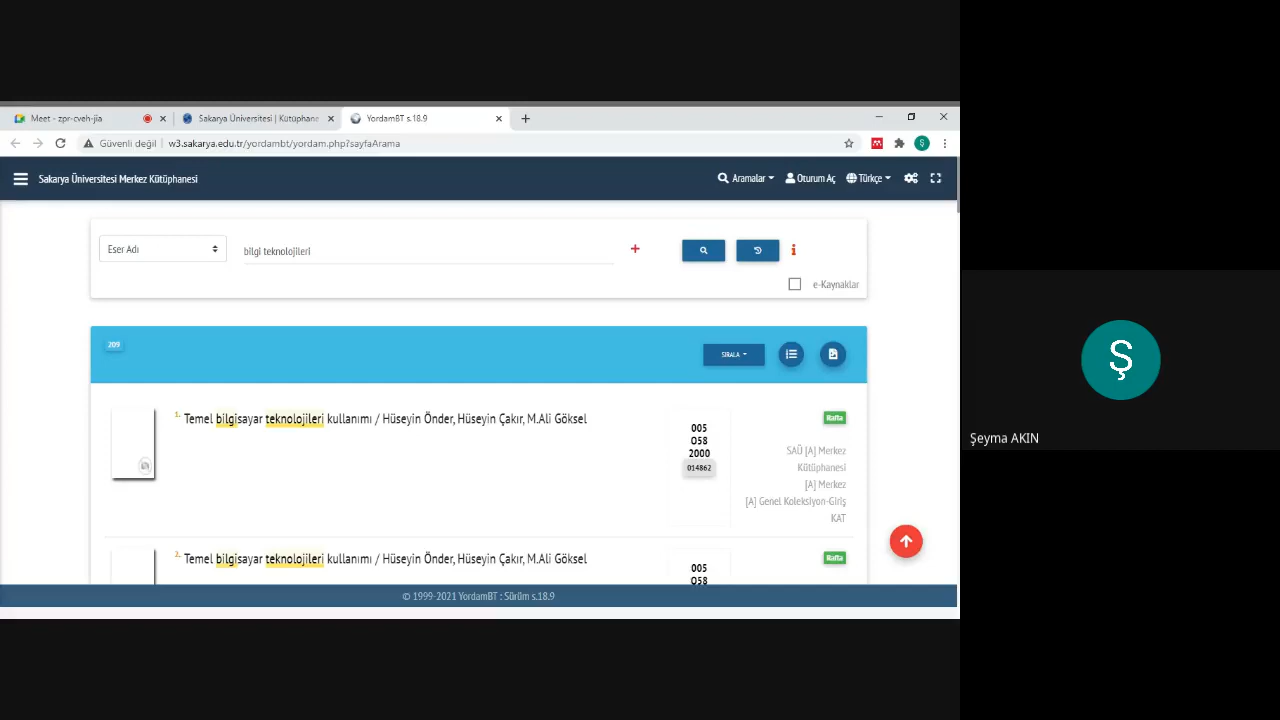 Meet - zpr-cveh-jia
Sakarya Üniversitesi | Kütüphane
YordamBT s.18.9
Güvenli değil
w3.sakarya.edu.tr/yordambt/yordam.php?sayfaArama
Ş
Sakarya Üniversitesi Merkez Kütüphanesi
Aramalar
Oturum Aç
Türkçe
Eser Adı
bilgi teknolojileri
e-Kaynaklar
209
SIRALA
1. Temel bilgisayar teknolojileri kullanımı / Hüseyin Önder, Hüseyin Çakır, M.Ali Göksel
005
O58
2000
014862
Rafta
SAÜ [A] Merkez
Kütüphanesi
[A] Merkez
[A] Genel Koleksiyon-Giriş
KAT
2. Temel bilgisayar teknolojileri kullanımı / Hüseyin Önder, Hüseyin Çakır, M.Ali Göksel
005
O58
Rafta
© 1999-2021 YordamBT : Sürüm s.18.9
Ş
Şeyma AKIN